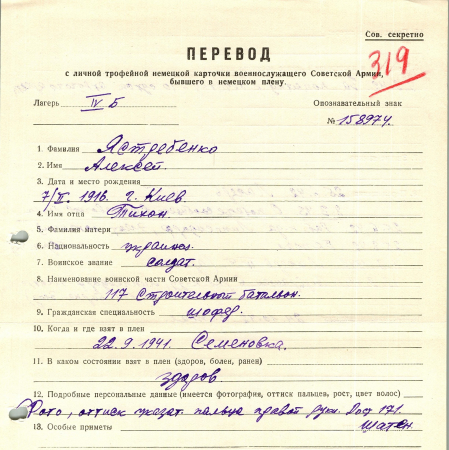 Сов. секретно
ПЕРЕВОД
319
с личной трофейной немецкой карточки военнослужащего Советской Армии,
бывшего в немецком плену.
Лагерь IV Б
Опознавательный знак
№ 158974.
1. Фамилия Ястребенко
2. Имя Алексей.
3. Дата и место рождения
7/II. 1916. г. Киев.
4. Имя отца Тихон.
5. Фамилия матери
6. Национальность украинец.
7. Воинское звание солдат.
8. Наименование воинской части Советской Армии
117 Строительный батальон.
9. Гражданская специальность шофер.
10. Когда и где взят в плен
22.9.1941. Семеновка.
11. В каком состоянии взят в плен (здоров, болен, ранен)
здоров
12. Подробные персональные данные (имеется фотография, оттиск пальцев, рост, цвет волос)
Фото, оттиск указат. пальца правой руки. Рост 171.
13. Особые приметы шатен.